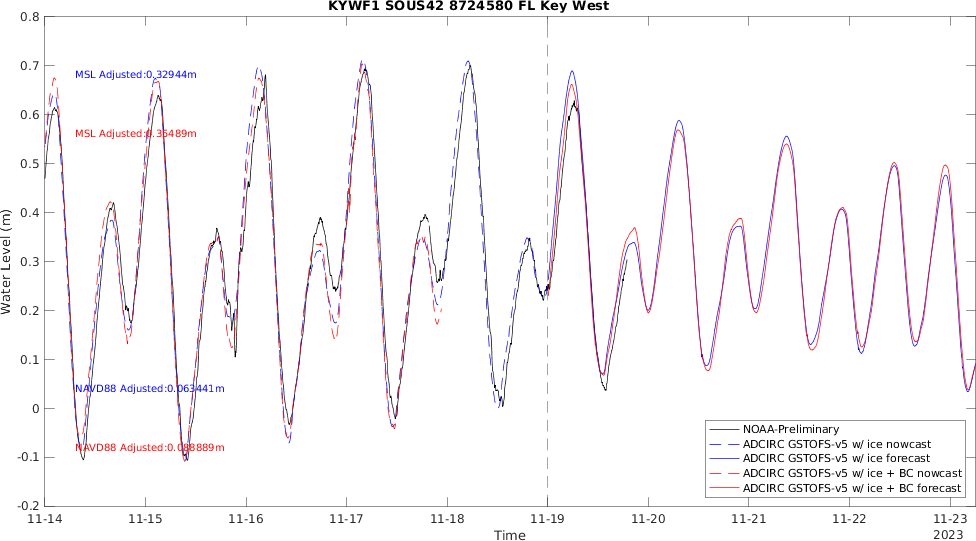 KYWF1 SOUS42 8724580 FL Key West
0.8
0.7
0.6
0.5
0.4
0.3
0.2
0.1
0
-0.1
-0.2
Water Level (m)
MSL Adjusted:0.32944m
MSL Adjusted:0.35489m
NAVD88 Adjusted:0.063441m
NAVD88 Adjusted:0.088889m
NOAA-Preliminary
ADCIRC GSTOFS-v5 w/ ice nowcast
ADCIRC GSTOFS-v5 w/ ice forecast
ADCIRC GSTOFS-v5 w/ ice + BC nowcast
ADCIRC GSTOFS-v5 w/ ice + BC forecast
11-14 11-15 11-16 11-17 11-18 11-19 11-20 11-21 11-22 11-23
Time
2023